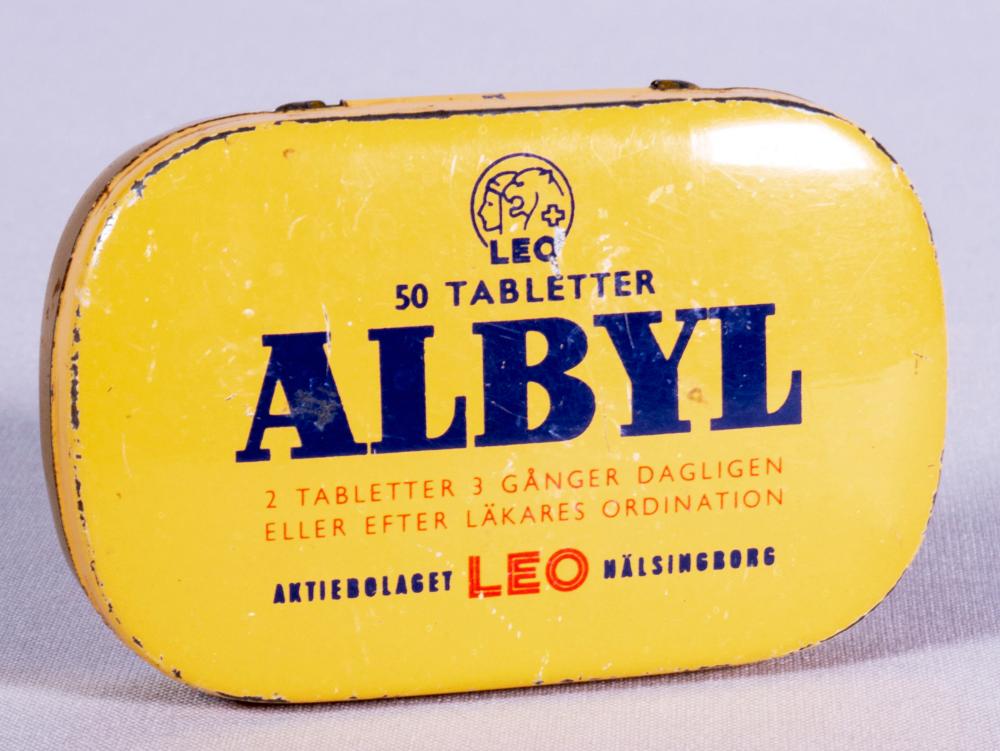 LEO
50 TABLETTER
ALBYL
2 TABLETTER 3 GÅNGER DAGLIGEN
ELLER EFTER LÄKARES ORDINATION
AKTIEBOLAGET LEO HÄLSINGBORG